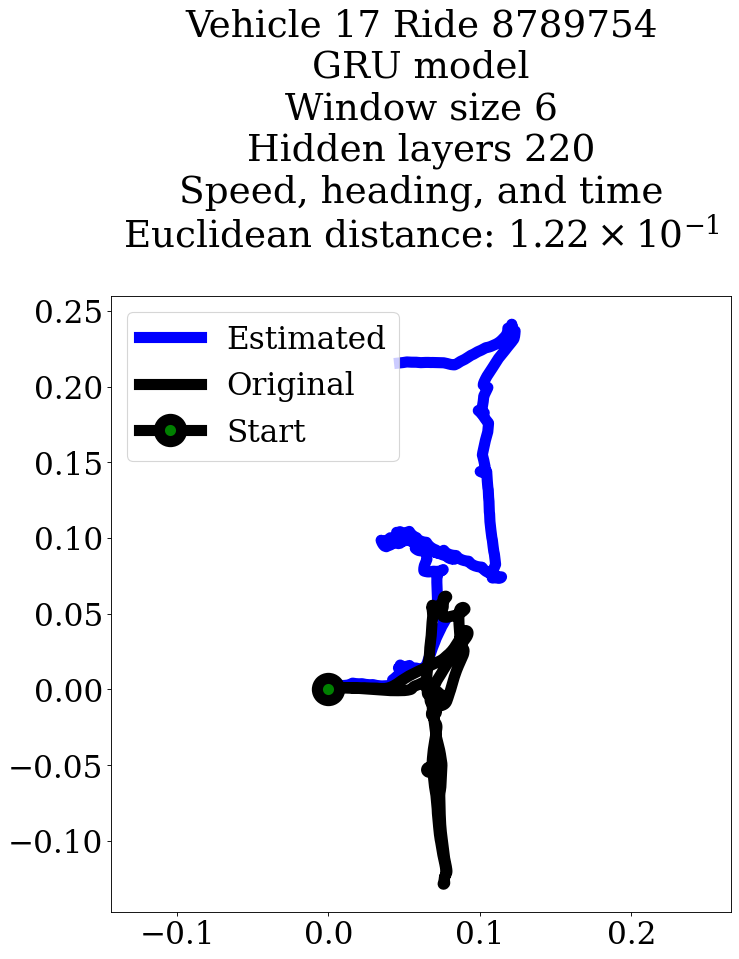 Vehicle 17 Ride 8789754
GRU model
Window size 6
Hidden layers 220
Speed, heading, and time
Euclidean distance: 1.22 × 10⁻¹
Estimated
Original
Start
0.25
0.20
0.15
0.10
0.05
0.00
−0.05
−0.10
−0.1 0.0 0.1 0.2